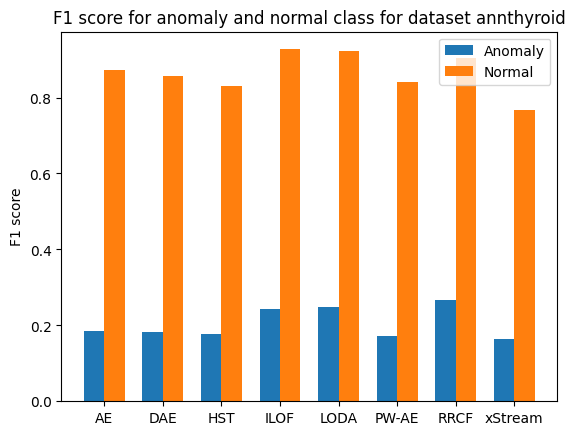 F1 score for anomaly and normal class for dataset annthyroid
Anomaly
Normal
F1 score
0.8
0.6
0.4
0.2
0.0
AE DAE HST ILOF LODA PW-AE RRCF xStream